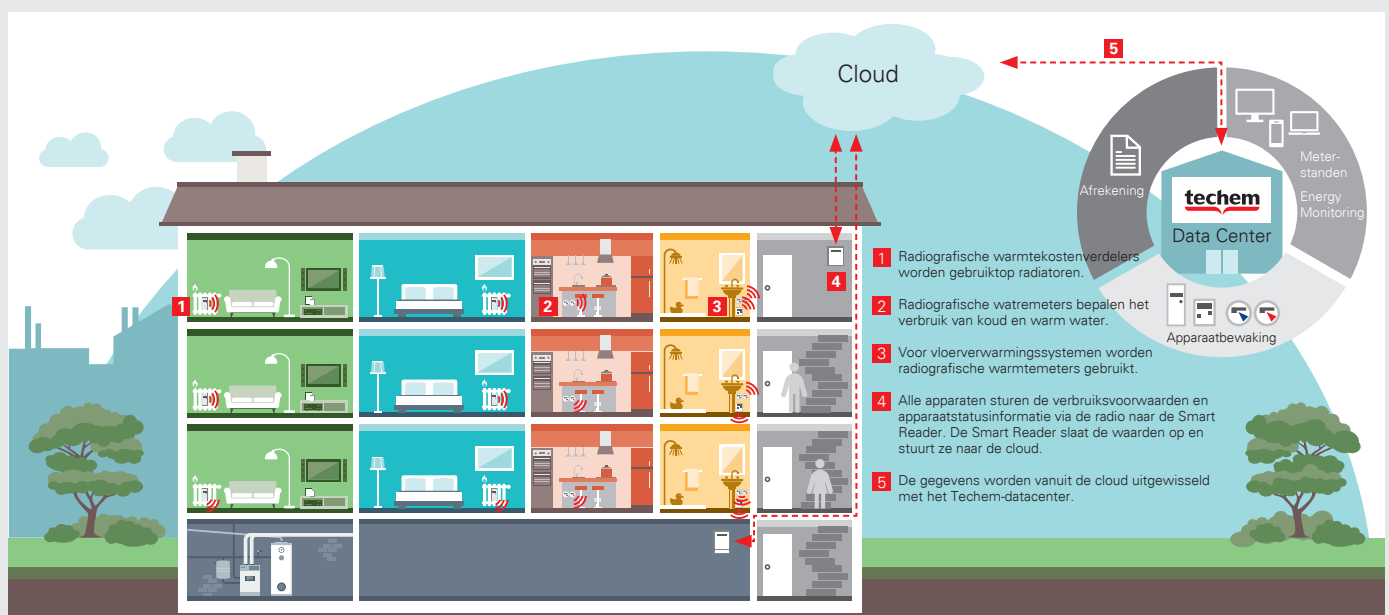 Cloud
5
Afrekening
Meter-
standen
Energy
Monitoring
techem
Data Center
Apparaatbewaking
1
2
3
4
1 Radiografische warmtekostenverdelers
worden gebruiktop radiatoren.
2 Radiografische watremeters bepalen het
verbruik van koud en warm water.
3 Voor vloerverwarmingssystemen worden
radiografische warmtemeters gebruikt.
4 Alle apparaten sturen de verbruiksvoorwaarden en
apparaatstatusinformatie via de radio naar de Smart
Reader. De Smart Reader slaat de waarden op en
stuurt ze naar de cloud.
5 De gegevens worden vanuit de cloud uitgewisseld
met het Techem-datacenter.